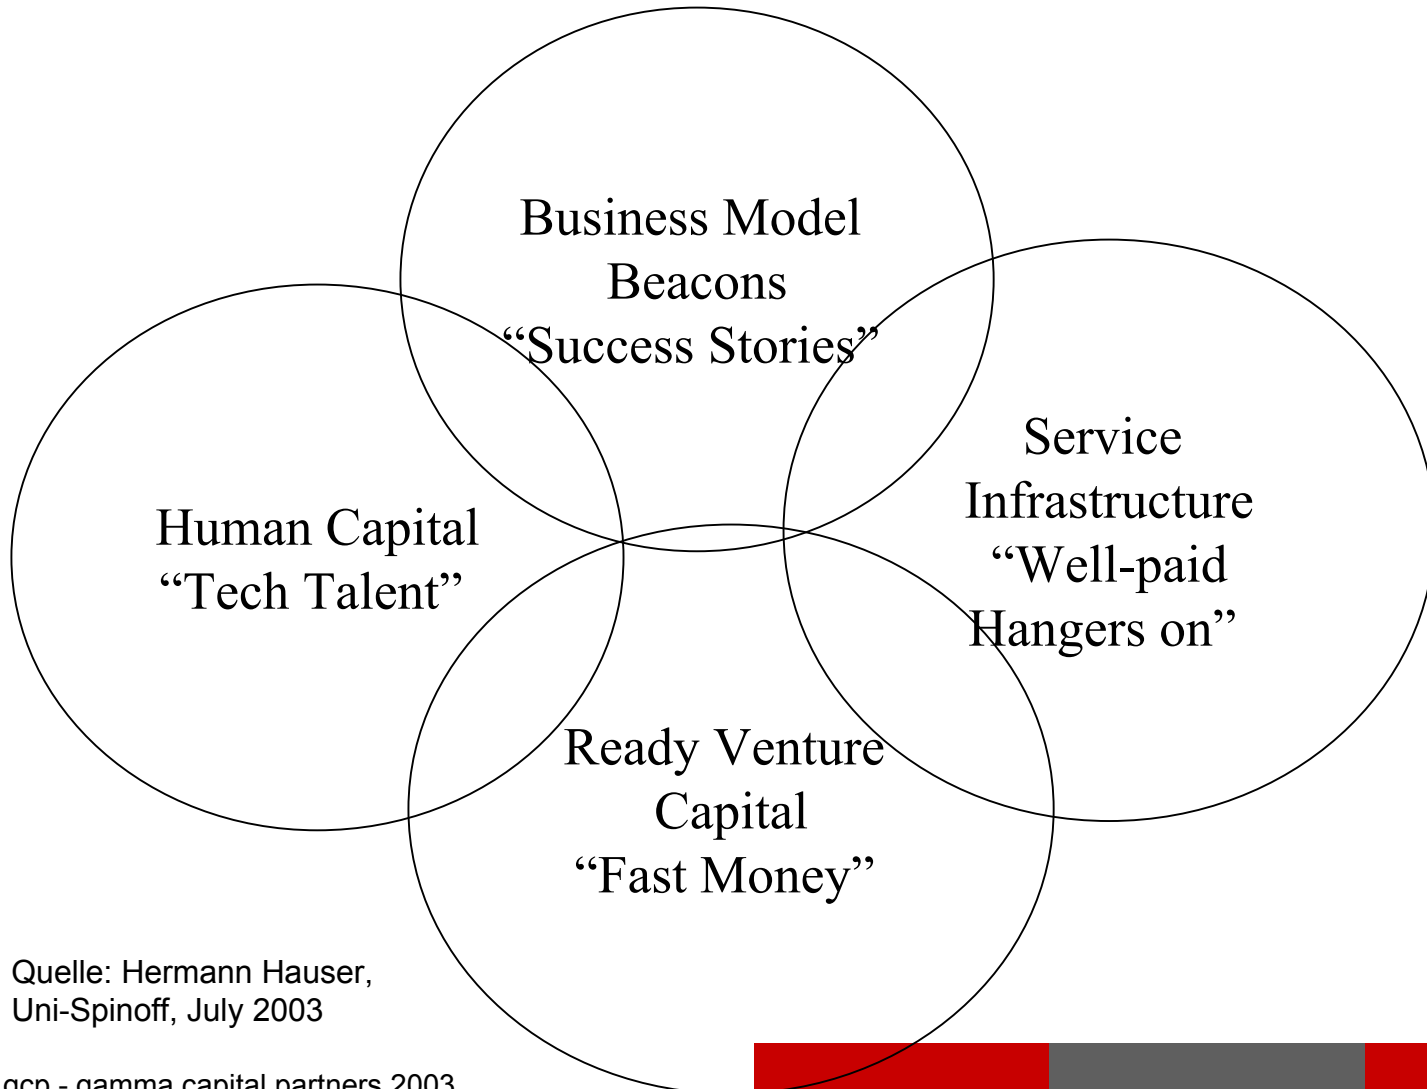 Business Model
Beacons
“Success Stories”
Service
Infrastructure
“Well-paid
Hangers on”
Human Capital
“Tech Talent”
Ready Venture
Capital
“Fast Money”
Quelle: Hermann Hauser,
Uni-Spinoff, July 2003
gcp - gamma capital partners 2003